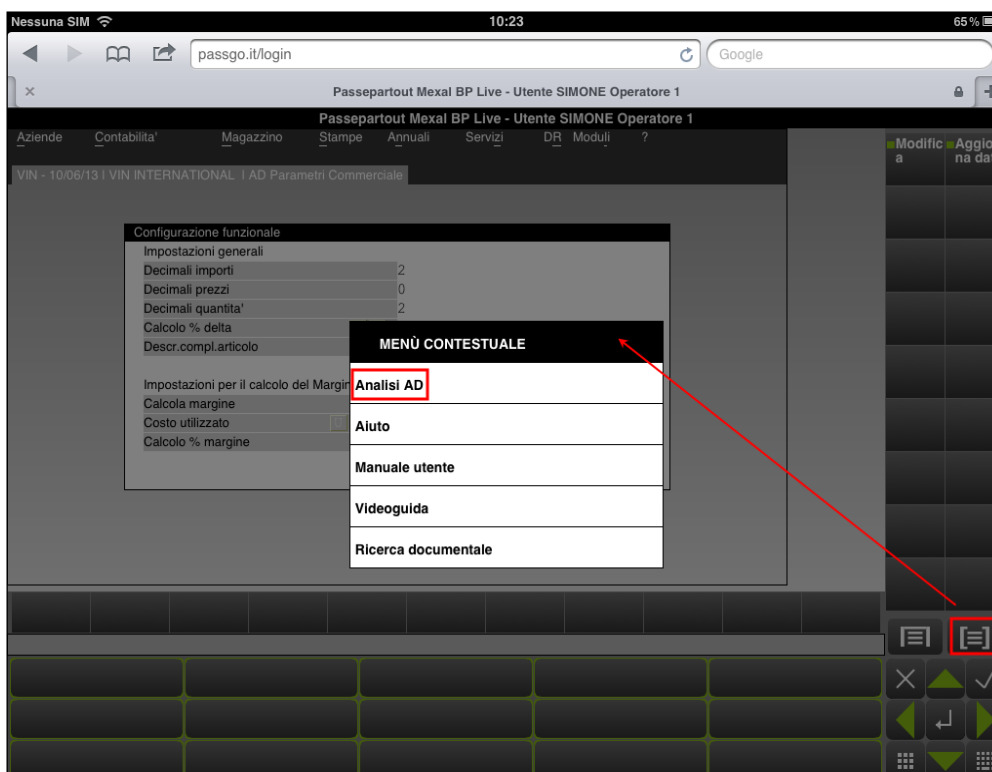 Nessuna SIM 10:23 65%
passgo.it/login Google
Passepartout Mexal BP Live - Utente SIMONE Operatore 1
Passepartout Mexal BP Live - Utente SIMONE Operatore 1
Aziende Contabilita' Magazzino Stampe Annuali Servizi DR Moduli ?
Modific Aggio
a na dat
VIN - 10/06/13 | VIN INTERNATIONAL | AD Parametri Commerciale
Configurazione funzionale
Impostazioni generali
Decimali importi 2
Decimali prezzi 0
Decimali quantita' 2
Calcolo % delta
Descr.compl.articolo
MENÙ CONTESTUALE
Impostazioni per il calcolo del Margin
Analisi AD
Calcola margine
Costo utilizzato U
Aiuto
Calcolo % margine
Manuale utente
Videoguida
Ricerca documentale